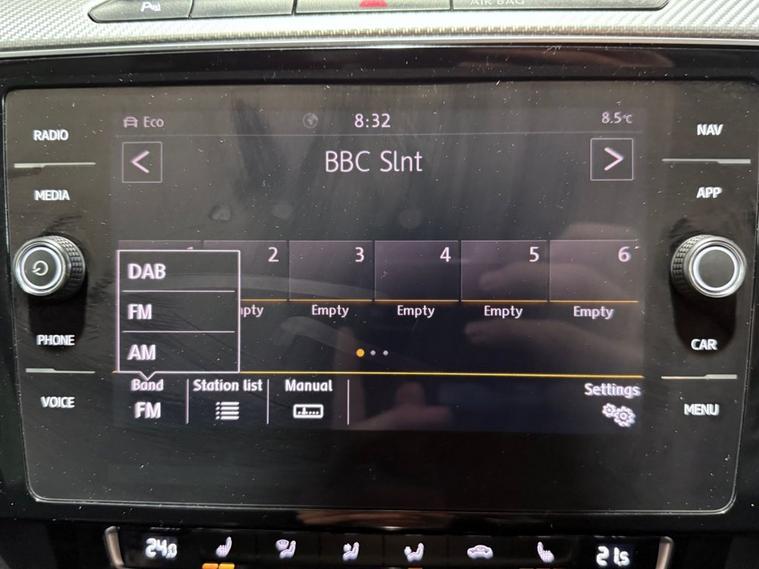 AIR BAG
Eco 8:32 8.5°C
RADIO NAV
BBC Slnt
MEDIA APP
1 2 3 4 5 6
DAB
FM
Empty Empty Empty Empty
AM
PHONE CAR
Band Station list Manual Settings
FM
VOICE MENU
24.0 21.5